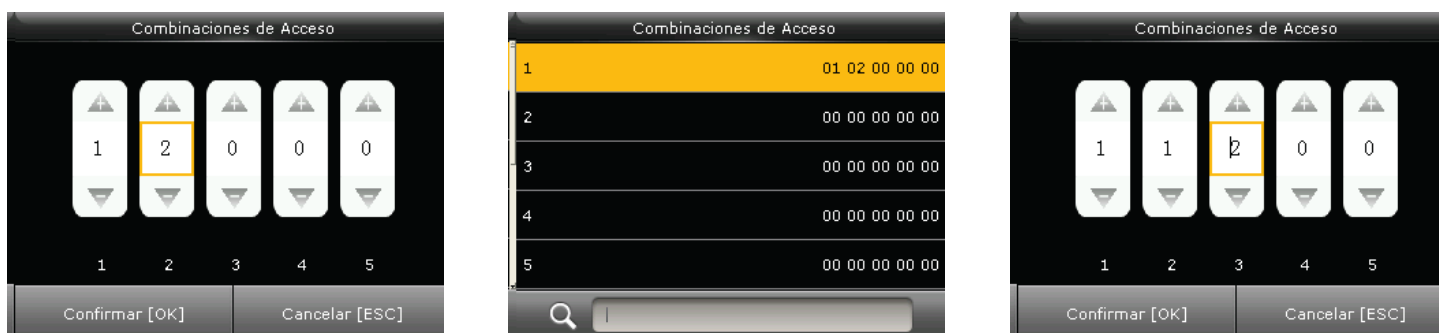 Combinaciones de Acceso
1 2 0 0 0
1 2 3 4 5
Confirmar [OK] Cancelar [ESC]
Combinaciones de Acceso
1 01 02 00 00 00
2 00 00 00 00 00
3 00 00 00 00 00
4 00 00 00 00 00
5 00 00 00 00 00
Combinaciones de Acceso
1 1 2 0 0
1 2 3 4 5
Confirmar [OK] Cancelar [ESC]